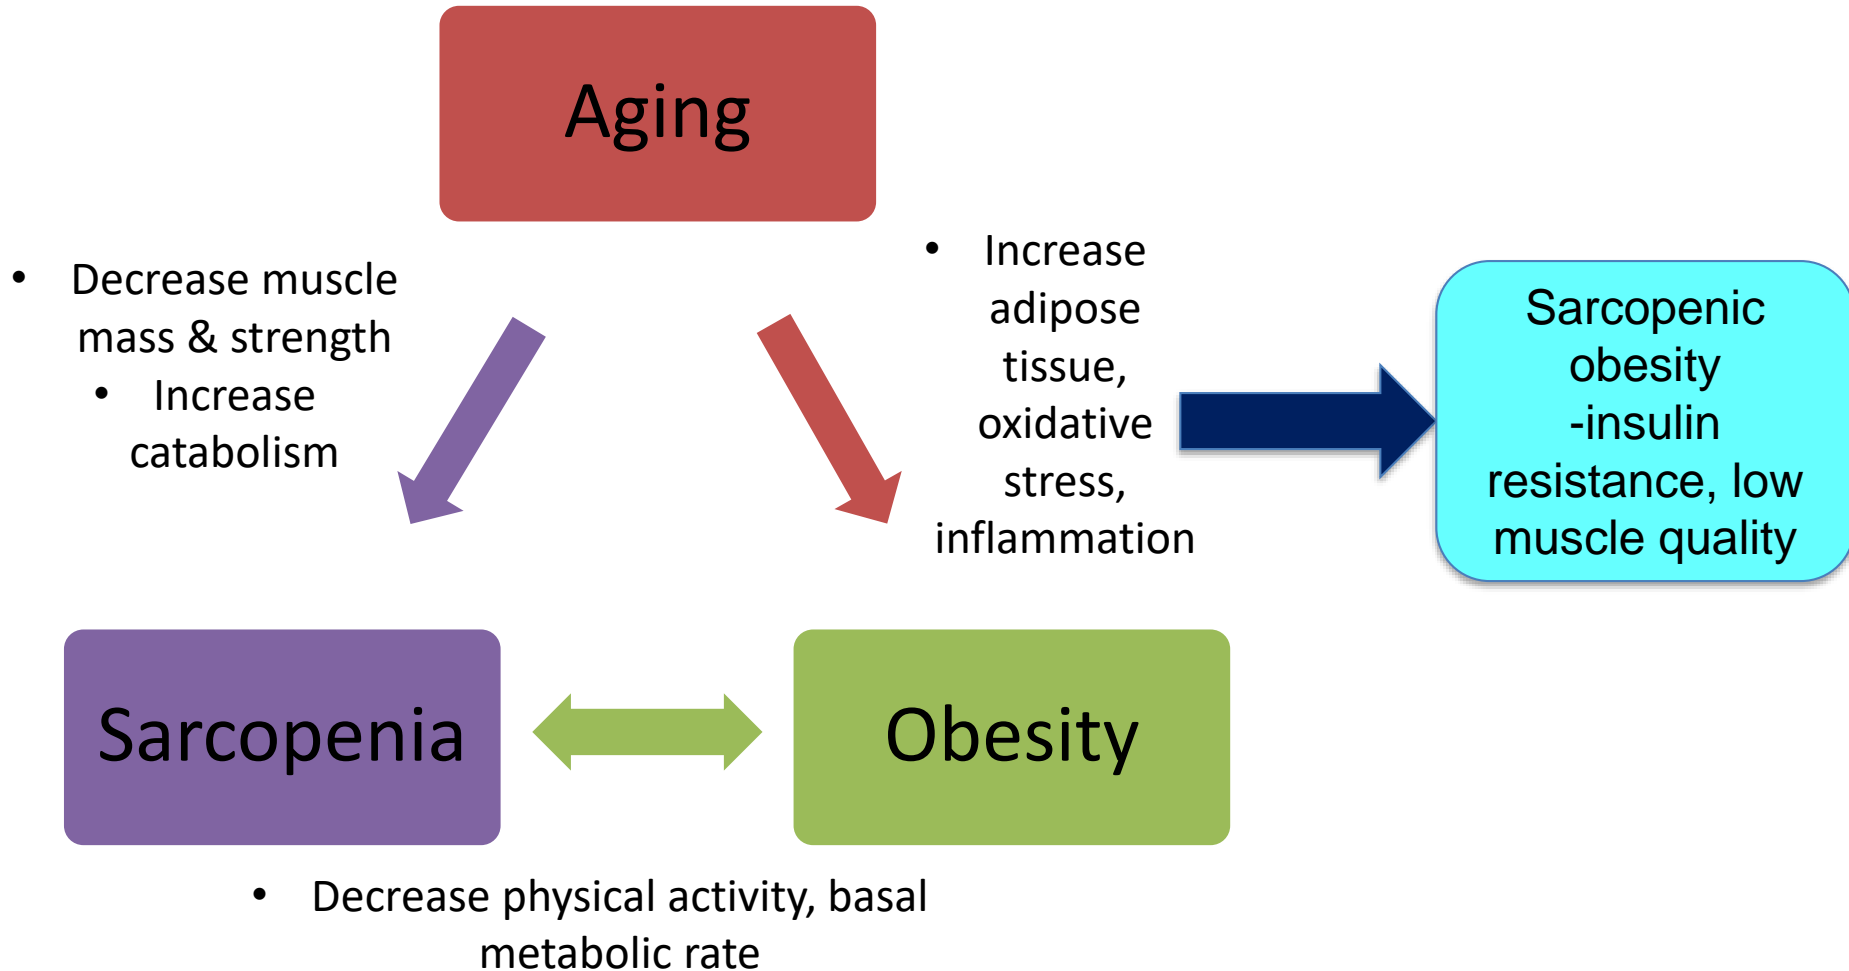 Aging
• Decrease muscle
mass & strength
• Increase
catabolism
• Increase
adipose
tissue,
oxidative
stress,
inflammation
Sarcopenic
obesity
-insulin
resistance, low
muscle quality
Sarcopenia
Obesity
• Decrease physical activity, basal
metabolic rate